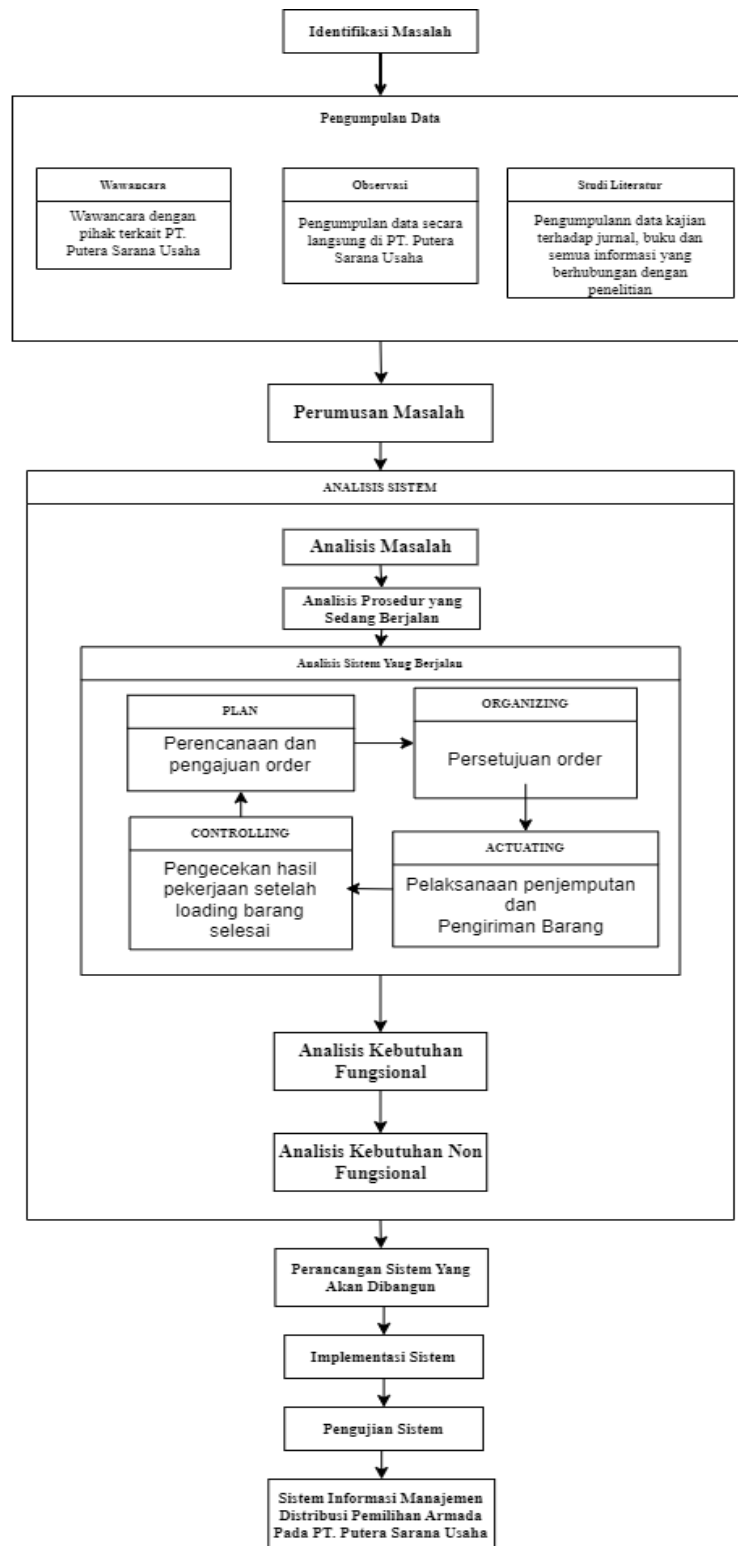 Identifikasi Masalah
Pengumpulan Data
Wawancara
Wawancara dengan
pihak terkait PT.
Putera Sarana Usaha
Observasi
Pengumpulan data secara
langsung di PT. Putera
Sarana Usaha
Studi Literatur
Pengumpulann data kajian
terhadap jurnal, buku dan
semua informasi yang
berhubungan dengan
penelitian
Perumusan Masalah
ANALISIS SISTEM
Analisis Masalah
Analisis Prosedur yang
Sedang Berjalan
Analisis Sistem Yang Berjalan
PLAN
Perencanaan dan
pengajuan order
ORGANIZING
Persetujuan order
CONTROLLING
Pengecekan hasil
pekerjaan setelah
loading barang
selesai
ACTUATING
Pelaksanaan penjemputan
dan
Pengiriman Barang
Analisis Kebutuhan
Fungsional
Analisis Kebutuhan Non
Fungsional
Perancangan Sistem Yang
Akan Dibangun
Implementasi Sistem
Pengujian Sistem
Sistem Informasi Manajemen
Distribusi Pemilihan Armada
Pada PT. Putera Sarana Usaha